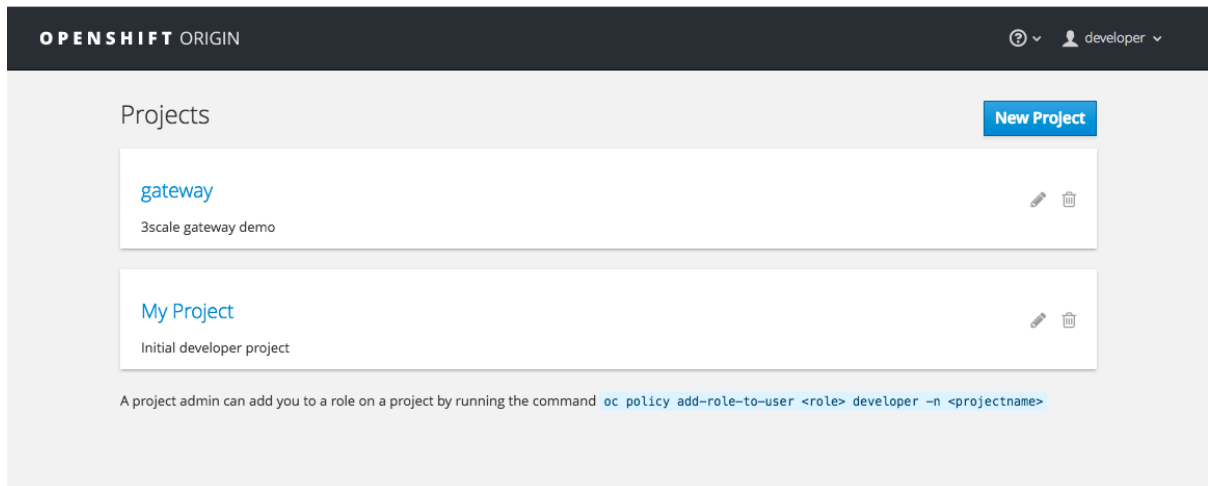 OPENSHIFT ORIGIN
developer
Projects
New Project
gateway
3scale gateway demo
My Project
Initial developer project
A project admin can add you to a role on a project by running the command oc policy add-role-to-user <role> developer -n <projectname>